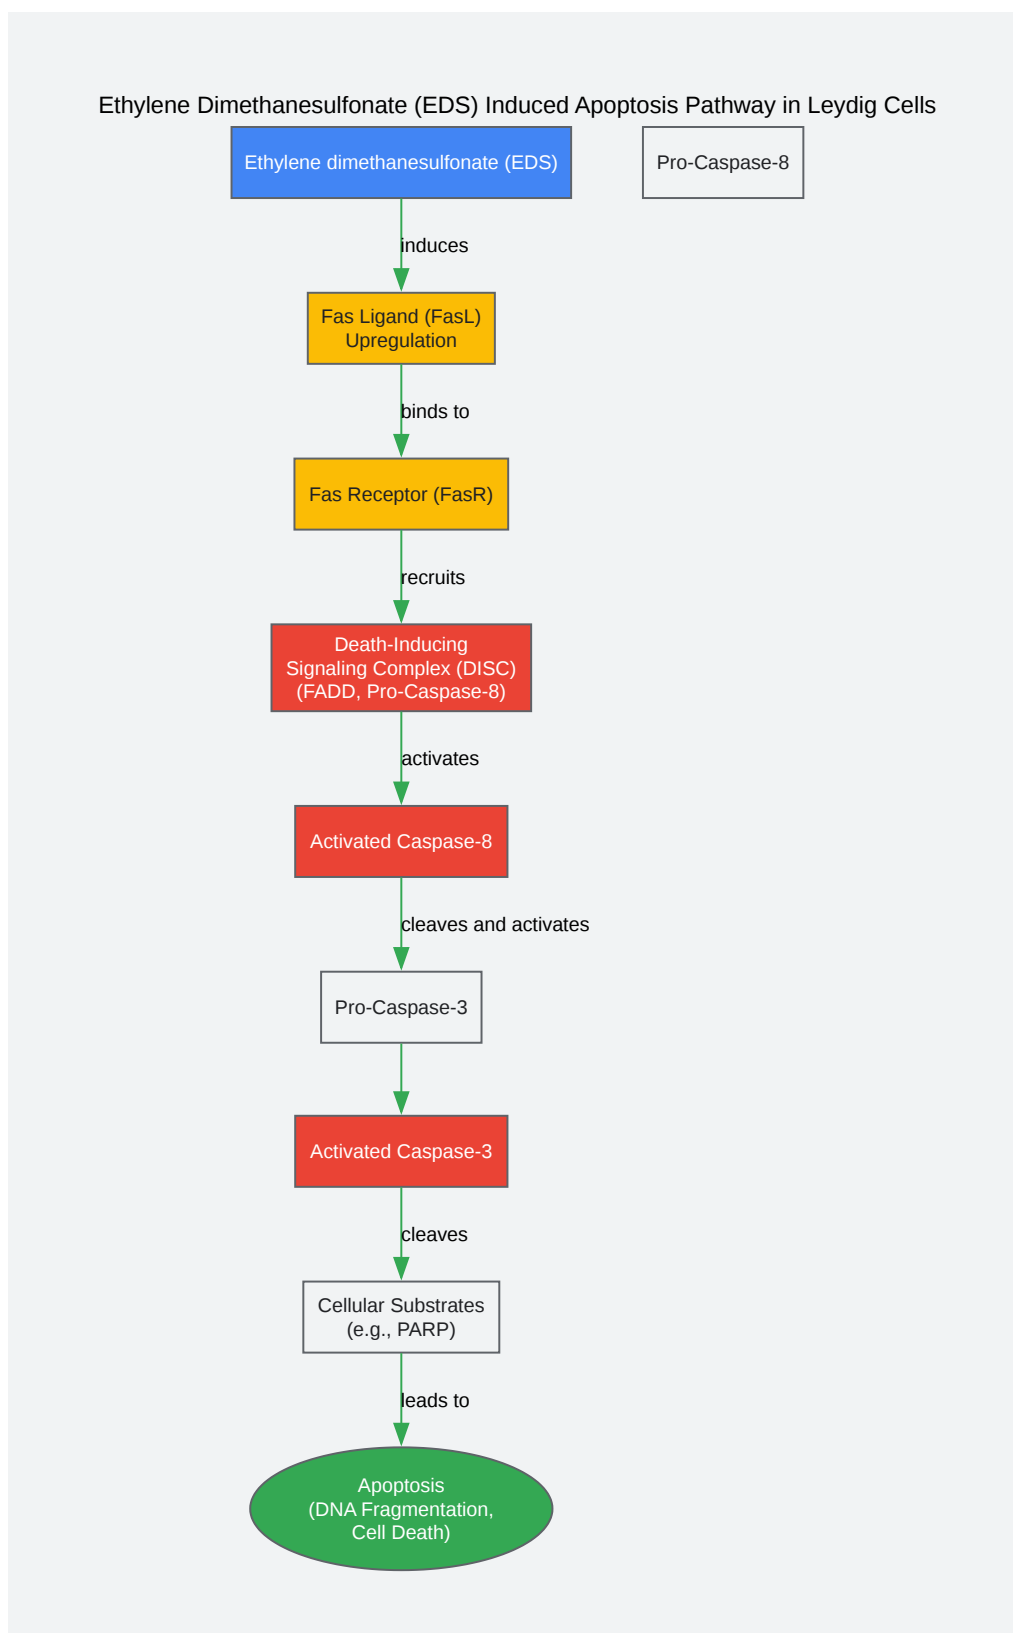 Ethylene Dimethanesulfonate (EDS) Induced Apoptosis Pathway in Leydig Cells
Ethylene dimethanesulfonate (EDS)
Pro-Caspase-8
induces
Fas Ligand (FasL)
Upregulation
binds to
Fas Receptor (FasR)
recruits
Death-Inducing
Signaling Complex (DISC)
(FADD, Pro-Caspase-8)
activates
Activated Caspase-8
cleaves and activates
Pro-Caspase-3
Activated Caspase-3
cleaves
Cellular Substrates
(e.g., PARP)
leads to
Apoptosis
(DNA Fragmentation,
Cell Death)